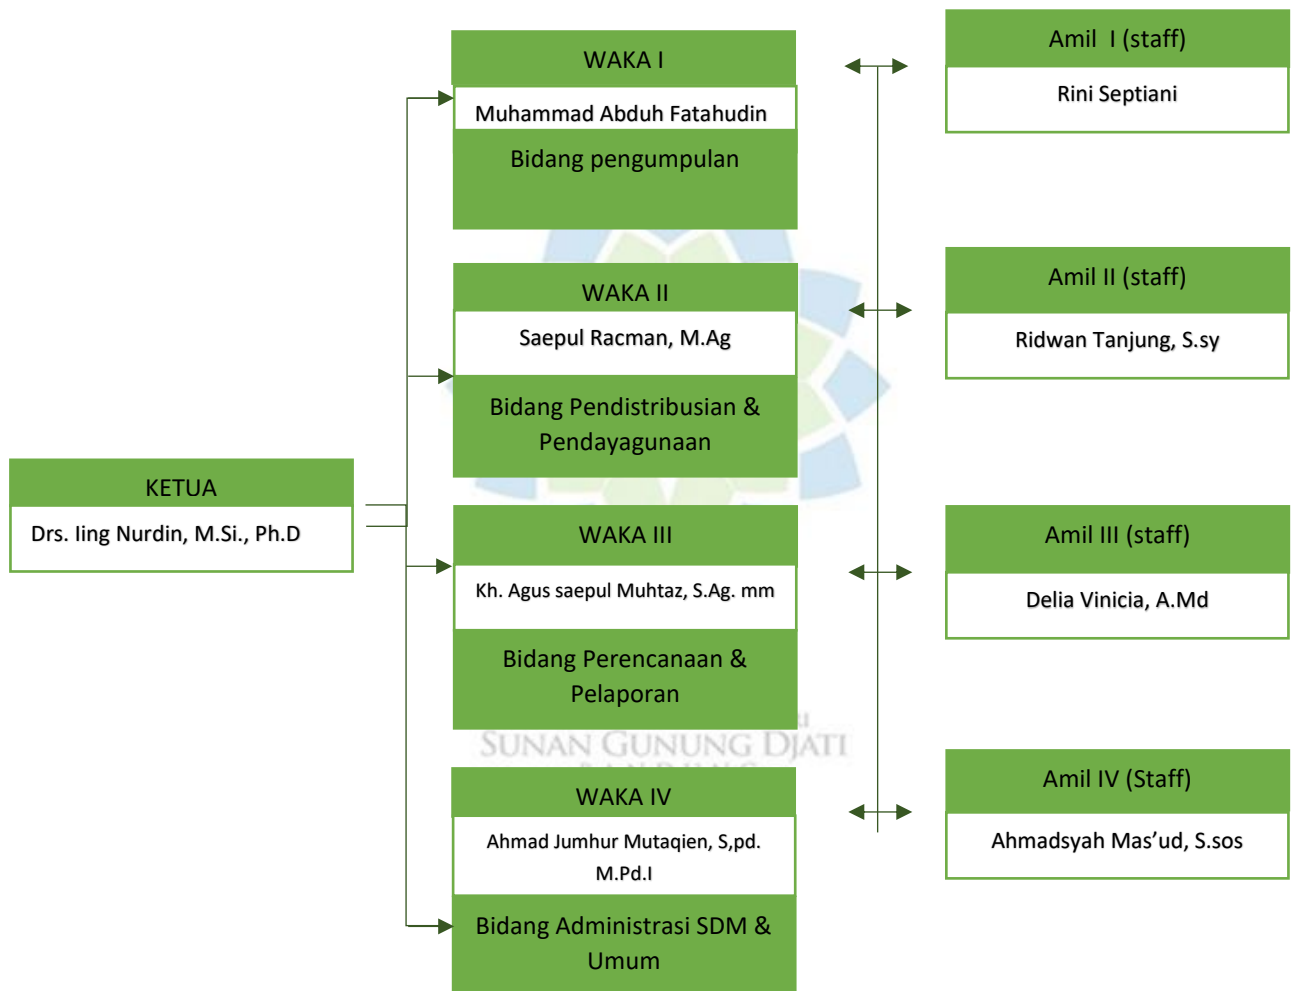 KETUA
Drs. Iing Nurdin, M.Si., Ph.D
WAKA I
Muhammad Abduh Fatahudin
Bidang pengumpulan
WAKA II
Saepul Racman, M.Ag
Bidang Pendistribusian &
Pendayagunaan
WAKA III
Kh. Agus saepul Muhtaz, S.Ag. mm
Bidang Perencanaan &
Pelaporan
SUNAN GUNUNG DJATI
WAKA IV
Ahmad Jumhur Mutaqien, S,pd.
M.Pd.I
Bidang Administrasi SDM &
Umum
Amil I (staff)
Rini Septiani
Amil II (staff)
Ridwan Tanjung, S.sy
Amil III (staff)
Delia Vinicia, A.Md
Amil IV (Staff)
Ahmadsyah Mas’ud, S.sos